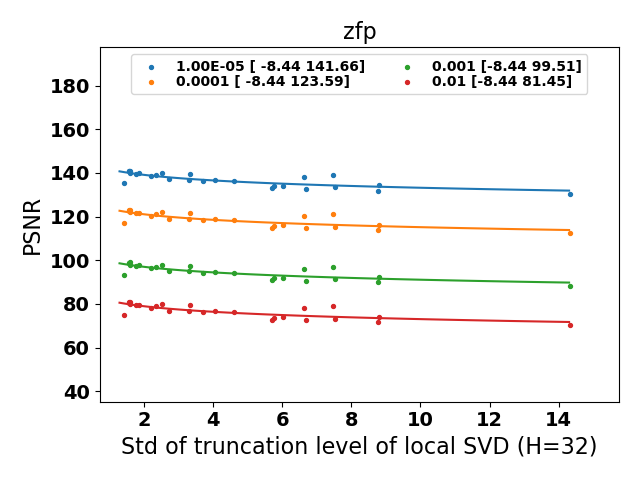 zfp
1.00E-05 [ -8.44 141.66]
0.0001 [ -8.44 123.59]
0.001 [-8.44 99.51]
0.01 [-8.44 81.45]
PSNR
180
160
140
120
100
80
60
40
2 4 6 8 10 12 14
Std of truncation level of local SVD (H=32)